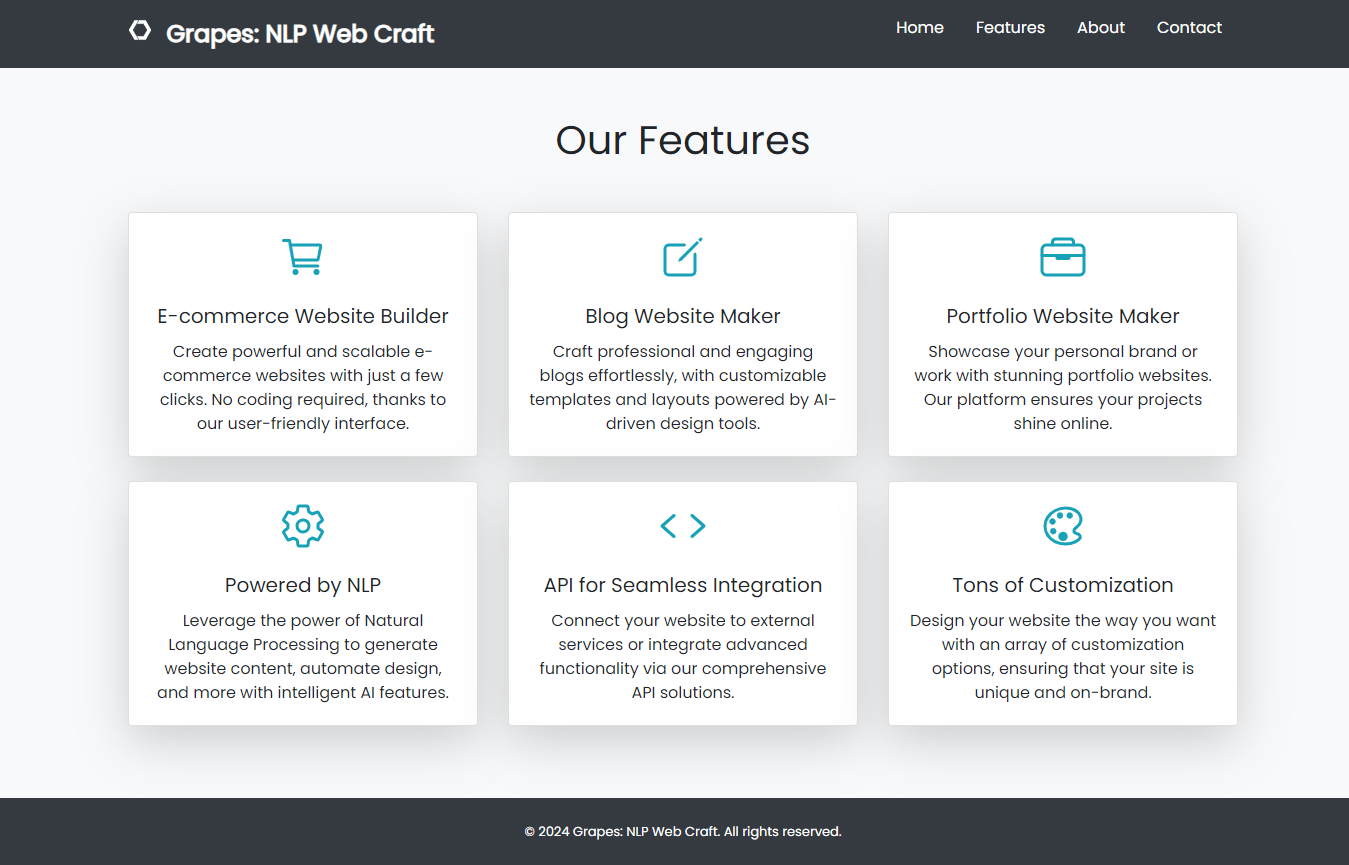 Grapes: NLP Web Craft
Home Features About Contact
Our Features
E-commerce Website Builder
Create powerful and scalable e-
commerce websites with just a few
clicks. No coding required, thanks to
our user-friendly interface.
Blog Website Maker
Craft professional and engaging
blogs effortlessly, with customizable
templates and layouts powered by AI-
driven design tools.
Portfolio Website Maker
Showcase your personal brand or
work with stunning portfolio websites.
Our platform ensures your projects
shine online.
Powered by NLP
Leverage the power of Natural
Language Processing to generate
website content, automate design,
and more with intelligent AI features.
API for Seamless Integration
Connect your website to external
services or integrate advanced
functionality via our comprehensive
API solutions.
Tons of Customization
Design your website the way you want
with an array of customization
options, ensuring that your site is
unique and on-brand.
© 2024 Grapes: NLP Web Craft. All rights reserved.